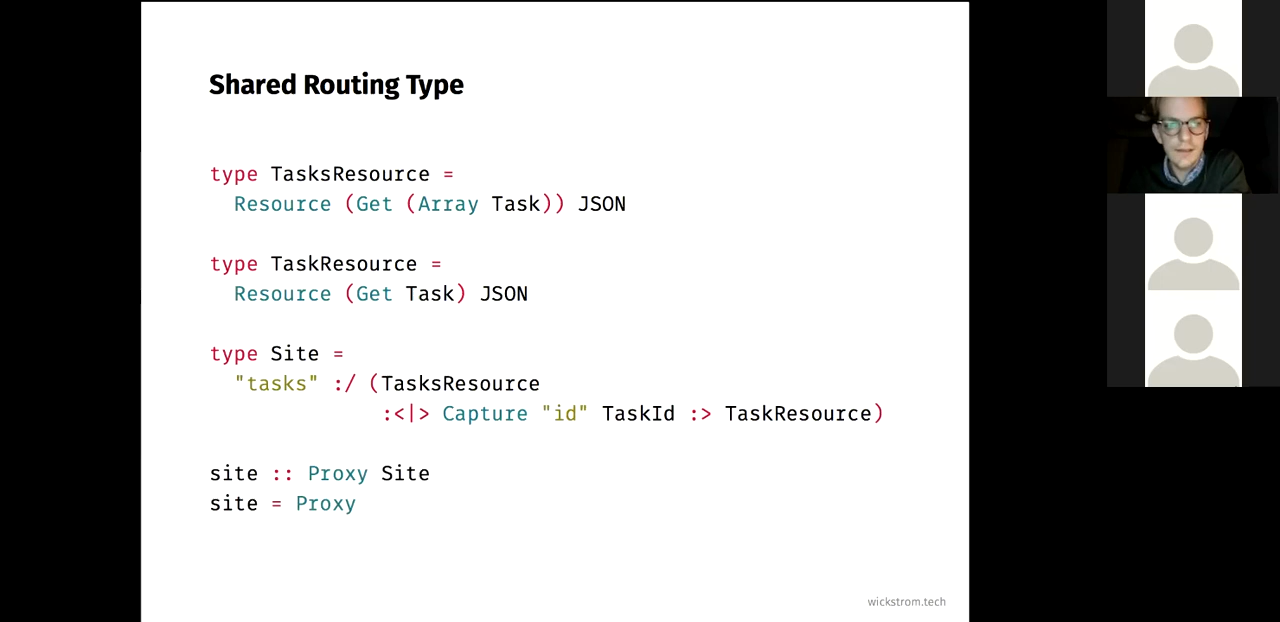 Shared Routing Type
type TasksResource =
Resource (Get (Array Task)) JSON
type TaskResource =
Resource (Get Task) JSON
type Site =
"tasks" :/ (TasksResource
:<|> Capture "id" TaskId :> TaskResource)
site :: Proxy Site
site = Proxy
wickstrom.tech